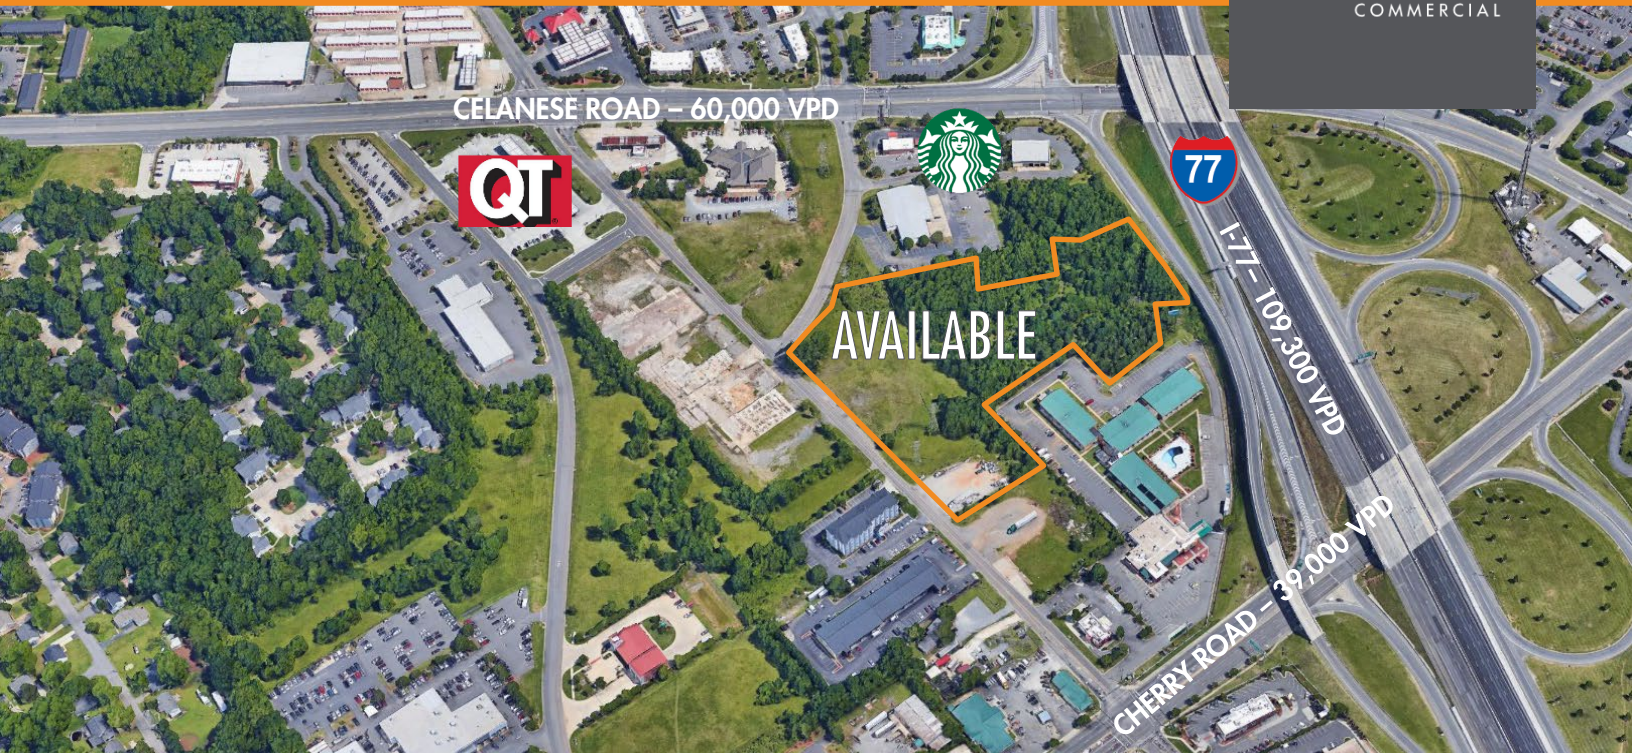 COMMERCIAL
CELANESE ROAD – 60,000 VPD
QT
77
I-77 – 109,300 VPD
AVAILABLE
CHERRY ROAD – 39,000 VPD